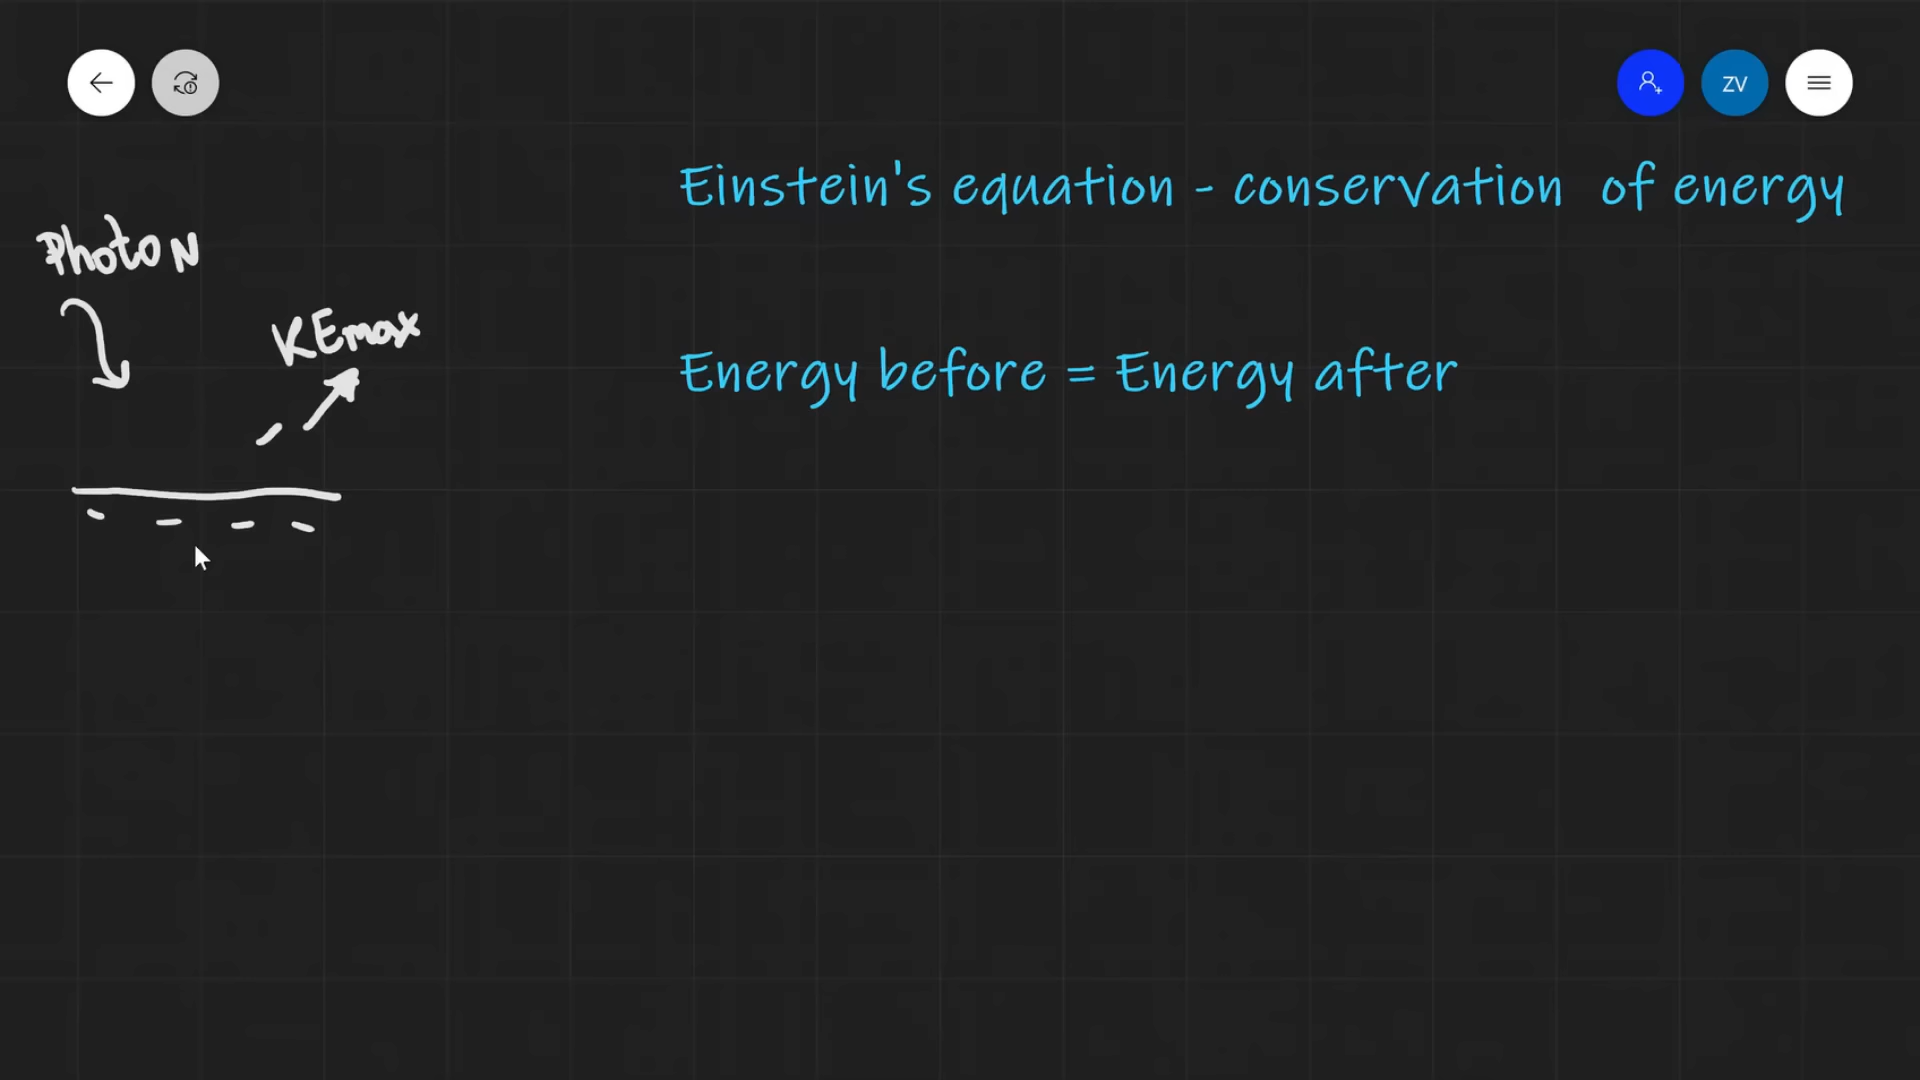 ZV
Einstein's equation - conservation of energy
Photon
KEmax
Energy before = Energy after